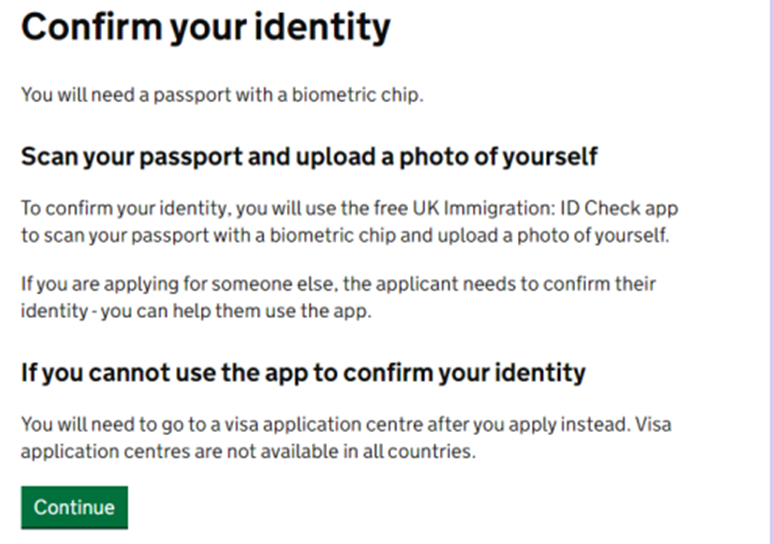 Confirm your identity
You will need a passport with a biometric chip.
Scan your passport and upload a photo of yourself
To confirm your identity, you will use the free UK Immigration: ID Check app
to scan your passport with a biometric chip and upload a photo of yourself.
If you are applying for someone else, the applicant needs to confirm their
identity - you can help them use the app.
If you cannot use the app to confirm your identity
You will need to go to a visa application centre after you apply instead. Visa
application centres are not available in all countries.
Continue